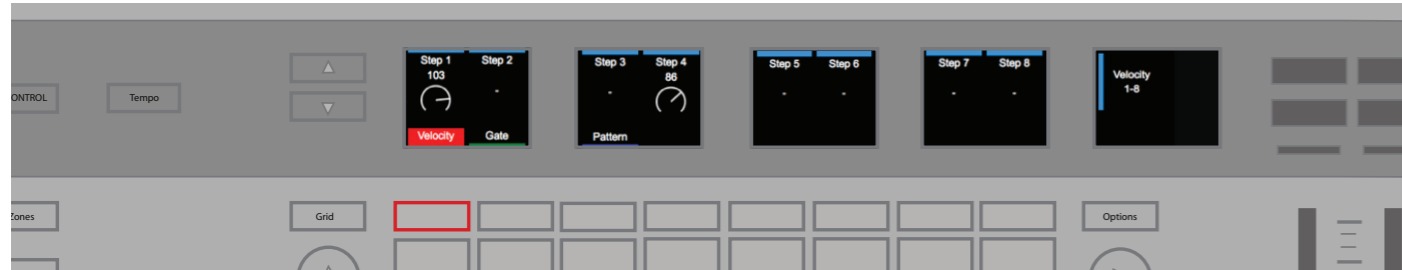 ONTROL
Tempo
Step 1 Step 2
103
-
Velocity Gate
Step 3 Step 4
86
-
Pattern
Step 5 Step 6
- -
Step 7 Step 8
- -
Velocity
1-8
Zones
Grid
Options